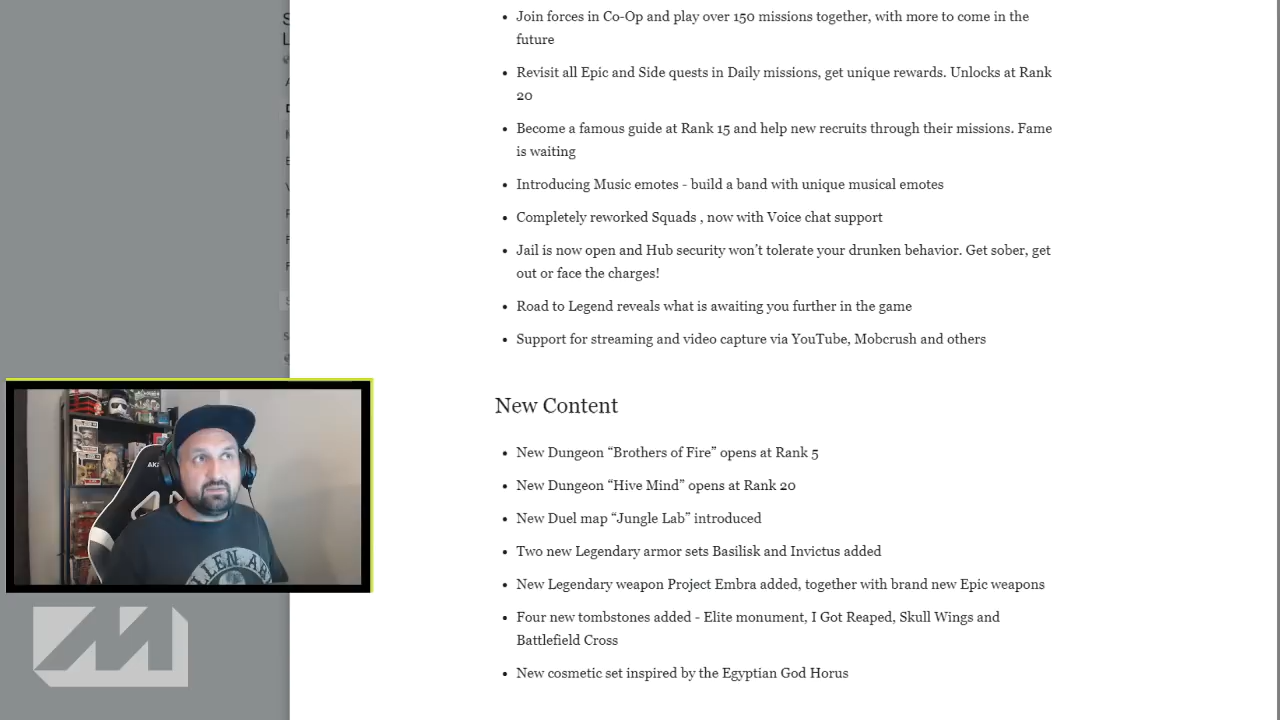 Join forces in Co-Op and play over 150 missions together, with more to come in the
future
Revisit all Epic and Side quests in Daily missions, get unique rewards. Unlocks at Rank
20
Become a famous guide at Rank 15 and help new recruits through their missions. Fame
is waiting
Introducing Music emotes - build a band with unique musical emotes
Completely reworked Squads , now with Voice chat support
Jail is now open and Hub security won’t tolerate your drunken behavior. Get sober, get
out or face the charges!
Road to Legend reveals what is awaiting you further in the game
Support for streaming and video capture via YouTube, Mobcrush and others
New Content
New Dungeon “Brothers of Fire” opens at Rank 5
New Dungeon “Hive Mind” opens at Rank 20
New Duel map “Jungle Lab” introduced
Two new Legendary armor sets Basilisk and Invictus added
New Legendary weapon Project Embra added, together with brand new Epic weapons
Four new tombstones added - Elite monument, I Got Reaped, Skull Wings and
Battlefield Cross
New cosmetic set inspired by the Egyptian God Horus